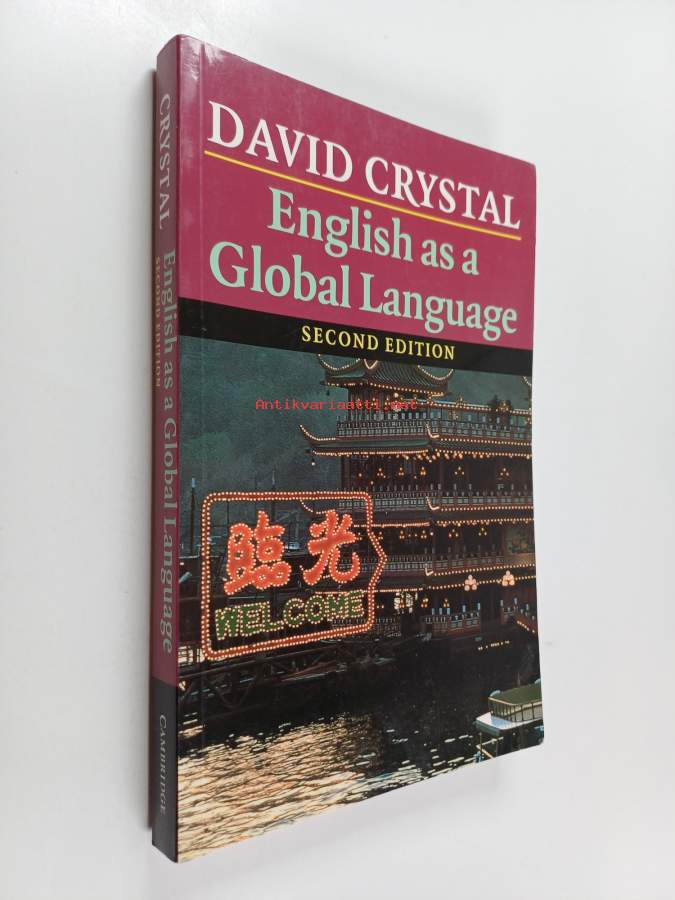 DAVID CRYSTAL
English as a
Global Language
SECOND EDITION
Antikvariaatti.net
臨光
WELCOME
CRYSTAL English as a Global Language
SECOND EDITION
CAMBRIDGE